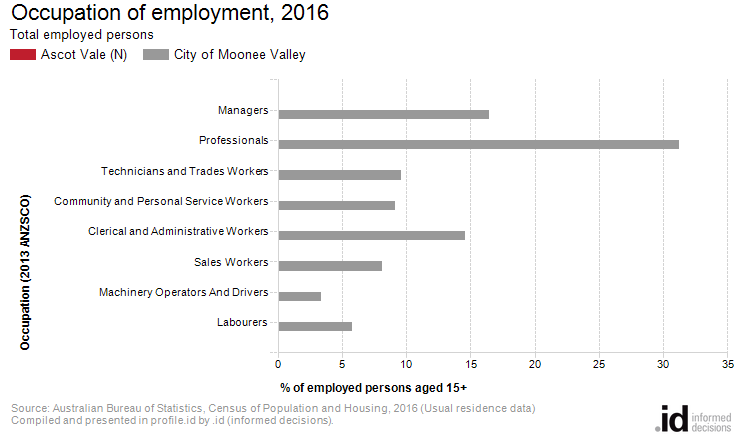 Occupation of employment, 2016
Total employed persons
Ascot Vale (N) City of Moonee Valley
Occupation (2013 ANZSCO)
Managers
Professionals
Technicians and Trades Workers
Community and Personal Service Workers
Clerical and Administrative Workers
Sales Workers
Machinery Operators And Drivers
Labourers
0 5 10 15 20 25 30 35
% of employed persons aged 15+
Source: Australian Bureau of Statistics, Census of Population and Housing, 2016 (Usual residence data)
Compiled and presented in profile.id by .id (informed decisions).
.id informed
decisions